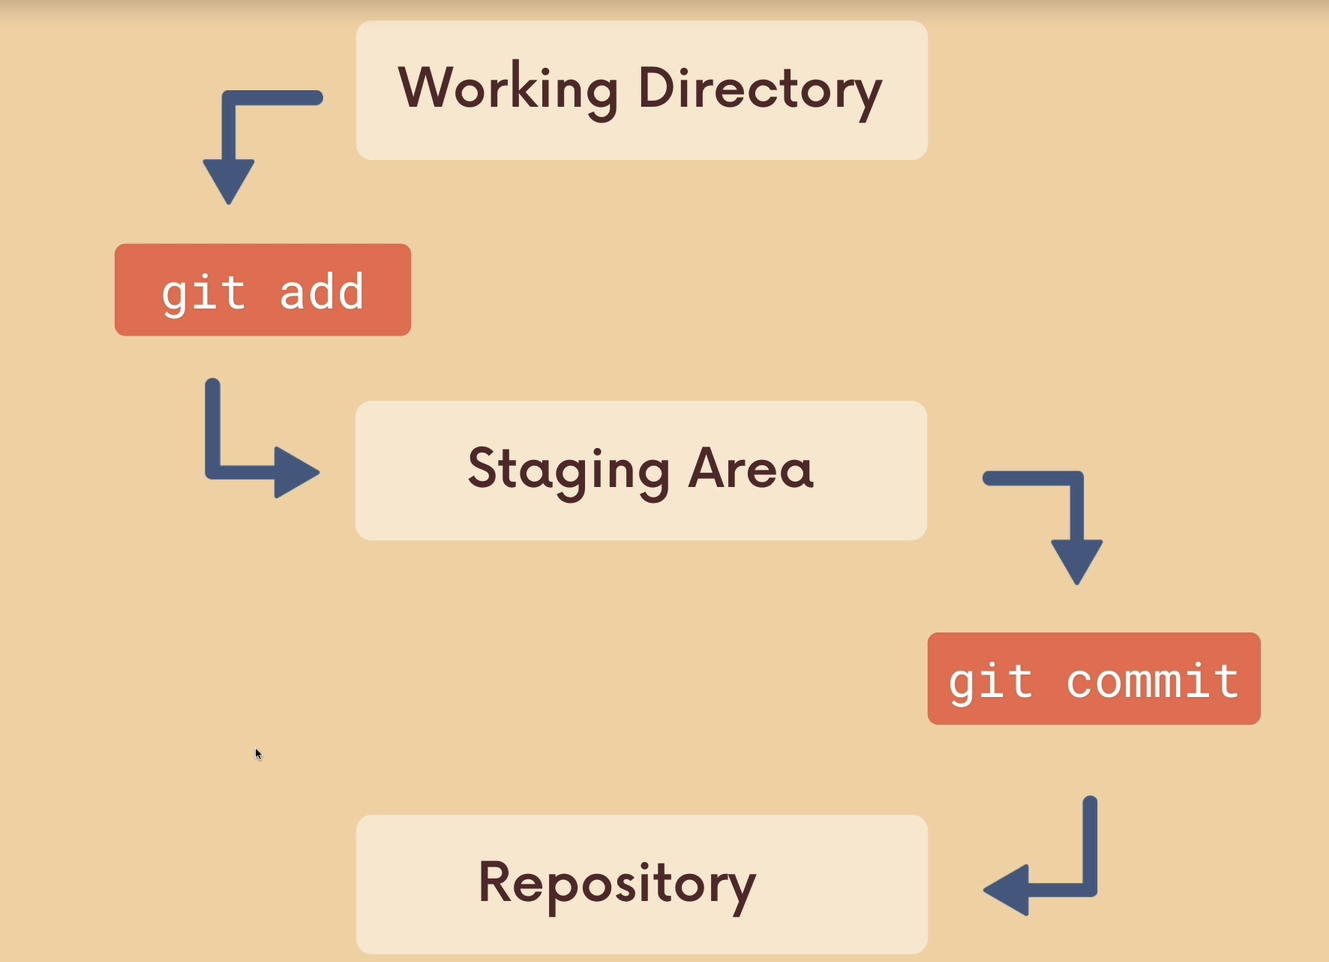 Working Directory
git add
Staging Area
git commit
Repository